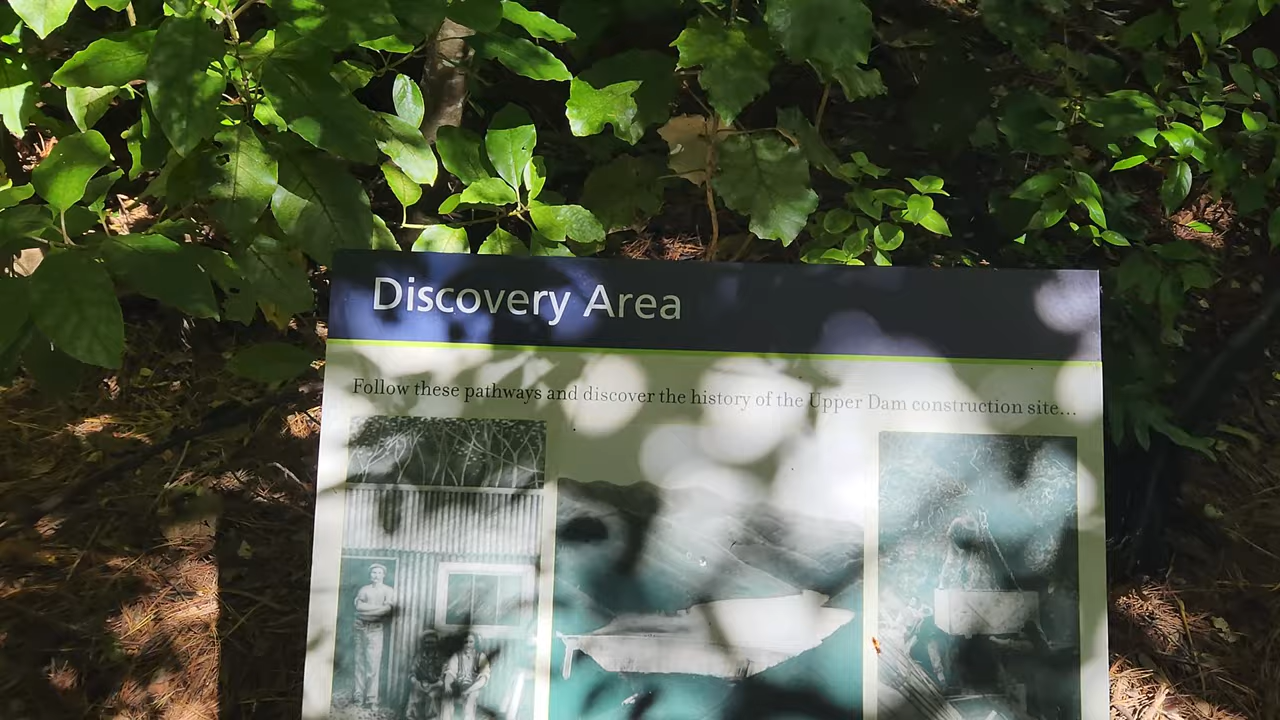 Discovery Area
Follow these pathways and discover the history of the Upper Dam construction site...